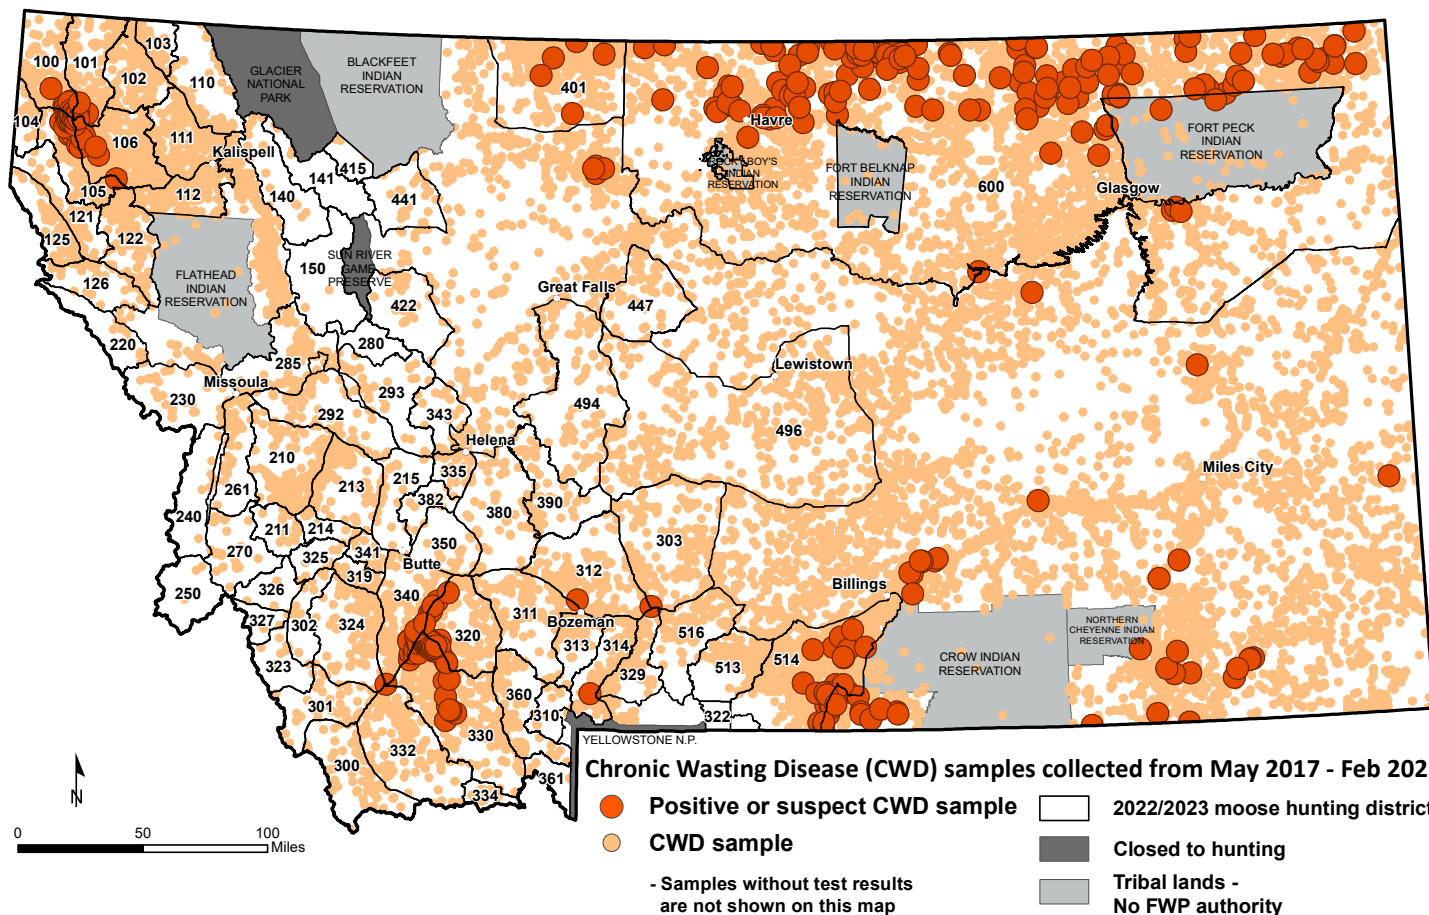 103
100
101
102
110
GLACIER
NATIONAL
PARK
BLACKFEET
INDIAN
RESERVATION
401
104
106
111
Kalispell
Havre
FORT PECK
INDIAN
RESERVATION
141
415
BOY'S
INDIAN
RESERVATION
FORT BELKNAP
INDIAN
RESERVATION
600
Glasgow
105
112
140
441
121
122
125
126
FLATHEAD
INDIAN
RESERVATION
150
SUN RIVER
GAME
PRESERVE
422
Great Falls
447
220
280
285
Missoula
Lewistown
230
293
292
343
494
496
Helena
210
Miles City
215
335
213
261
382
390
380
240
211
214
270
325
341
350
303
Butte
319
312
250
326
340
Billings
327
302
324
320
311
Bozeman
313
314
516
NORTHERN
CHEYENNE INDIAN
RESERVATION
323
329
513
514
CROW INDIAN
RESERVATION
301
360
310
322
330
332
300
334
361
YELLOWSTONE N.P.
N
0 50 100
Miles
Chronic Wasting Disease (CWD) samples collected from May 2017 - Feb 202
Positive or suspect CWD sample
CWD sample
- Samples without test results
are not shown on this map
2022/2023 moose hunting district
Closed to hunting
Tribal lands -
No FWP authority